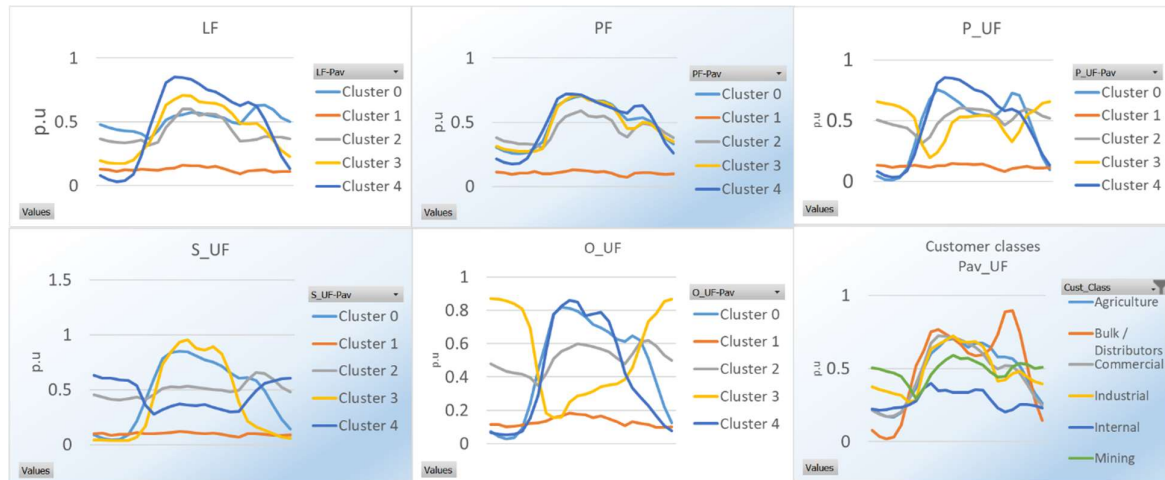 LF
1
0.5
0
p.u
LF-Pav
Cluster 0
Cluster 1
Cluster 2
Cluster 3
Cluster 4
Values
PF
1
0.5
0
p.u
PF-Pav
Cluster 0
Cluster 1
Cluster 2
Cluster 3
Cluster 4
Values
P_UF
1
0.5
0
p.u
P_UF-Pav
Cluster 0
Cluster 1
Cluster 2
Cluster 3
Cluster 4
Values
S_UF
1.5
1
0.5
0
p.u
S_UF-Pav
Cluster 0
Cluster 1
Cluster 2
Cluster 3
Cluster 4
Values
O_UF
1
0.8
0.6
0.4
0.2
0
p.u
O_UF-Pav
Cluster 0
Cluster 1
Cluster 2
Cluster 3
Cluster 4
Values
Customer classes
Pav_UF
1
0.5
0
p.u
Cust_Class
Agriculture
Bulk /
Distributors
Commercial
Industrial
Internal
Mining
Values